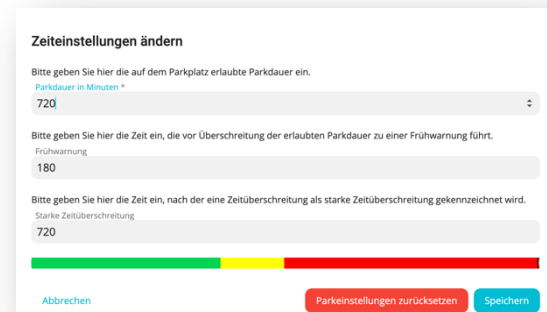 Zeiteinstellungen ändern
Bitte geben Sie hier die auf dem Parkplatz erlaubte Parkdauer ein.
Parkdauer in Minuten *
720
Bitte geben Sie hier die Zeit ein, die vor Überschreitung der erlaubten Parkdauer zu einer Frühwarnung führt.
Frühwarnung
180
Bitte geben Sie hier die Zeit ein, nach der eine Zeitüberschreitung als starke Zeitüberschreitung gekennzeichnet wird.
Starke Zeitüberschreitung
720
Abbrechen
Parkeinstellungen zurücksetzen
Speichern